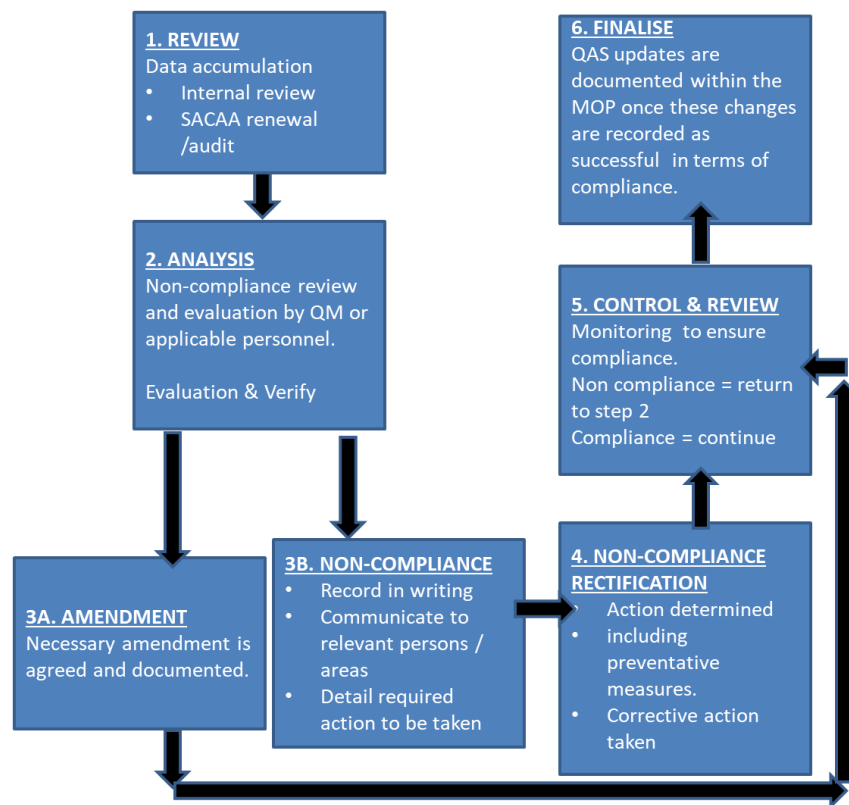 1. REVIEW
Data accumulation
• Internal review
• SACAA renewal
/audit
2. ANALYSIS
Non-compliance review
and evaluation by QM or
applicable personnel.
Evaluation & Verify
3A. AMENDMENT
Necessary amendment is
agreed and documented.
3B. NON-COMPLIANCE
• Record in writing
• Communicate to
relevant persons /
areas
• Detail required
action to be taken
4. NON-COMPLIANCE
RECTIFICATION
• Action determined
• including
preventative
measures.
• Corrective action
taken
5. CONTROL & REVIEW
Monitoring to ensure
compliance.
Non compliance = return
to step 2
Compliance = continue
6. FINALISE
QAS updates are
documented within the
MOP once these changes
are recorded as
successful in terms of
compliance.